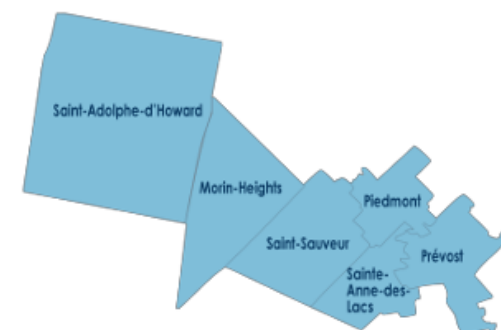 Saint-Adolphe-d'Howard
Morin-Heights
Piedmont
Saint-Sauveur
Prévost
Sainte-
Anne-des-
Lacs